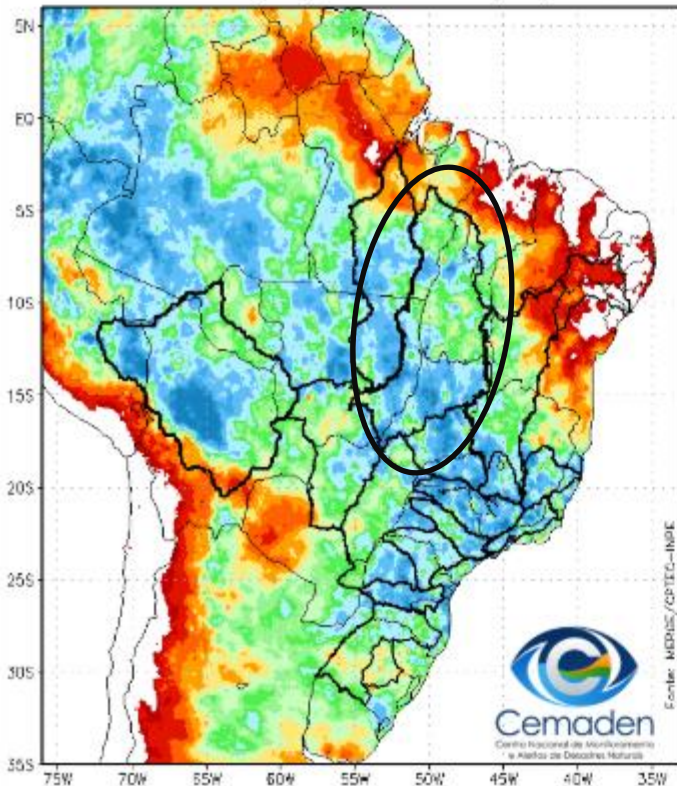 5N
EQ
5S
10S
15S
20S
25S
30S
35S
75W 70W 65W 60W 55W 50W 45W 40W 35W
Fonte: MERGE/CPTEC-INPE
Cemaden
Centro Nacional de Monitoramento
e Alertas de Desastres Naturais